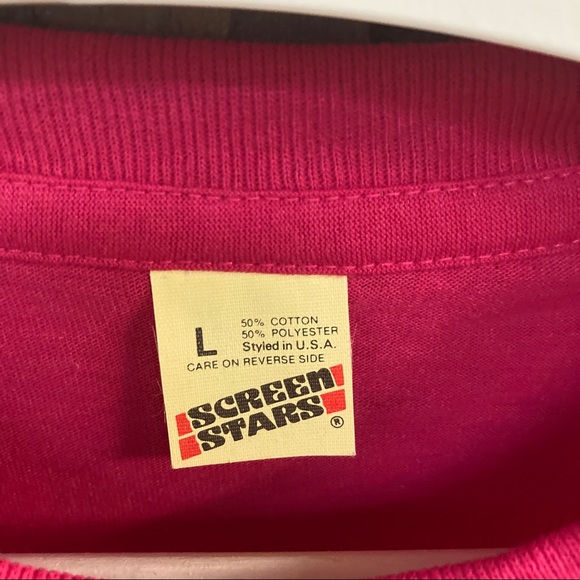 L
50% COTTON
50% POLYESTER
Styled in U.S.A.
CARE ON REVERSE SIDE
SCREEN
STARS
®